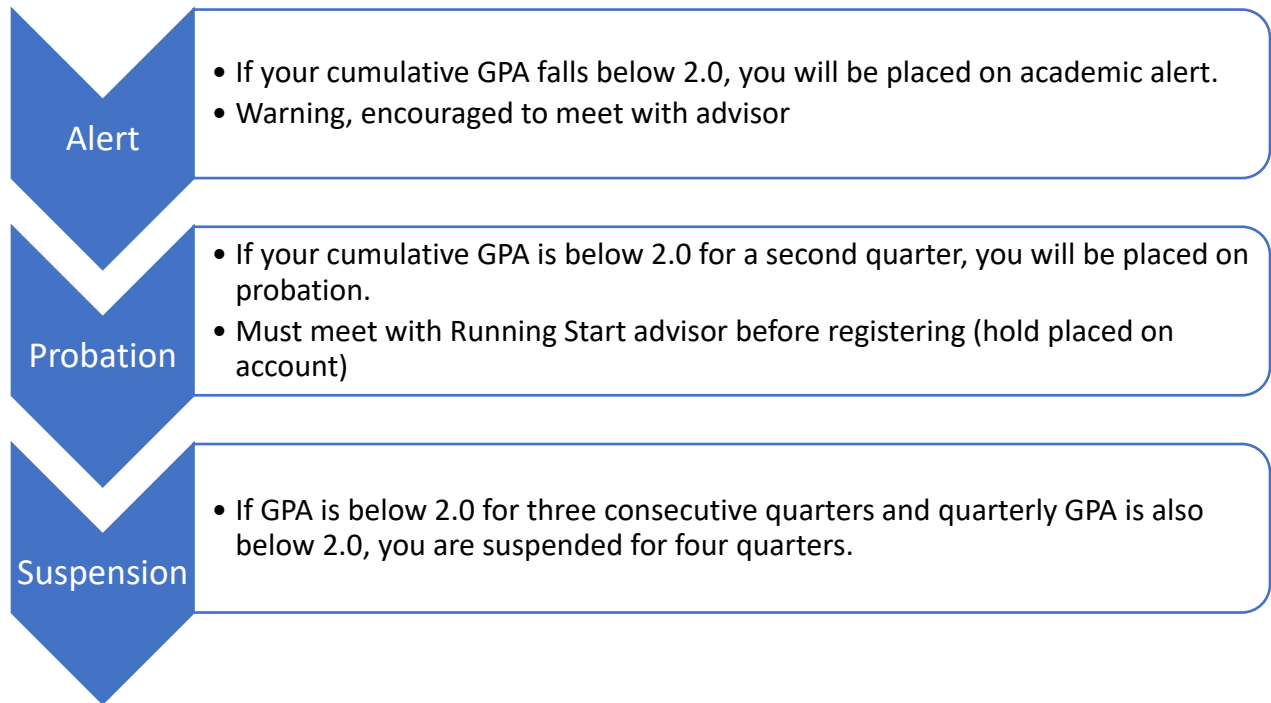 Alert
• If your cumulative GPA falls below 2.0, you will be placed on academic alert.
• Warning, encouraged to meet with advisor
Probation
• If your cumulative GPA is below 2.0 for a second quarter, you will be placed on
probation.
• Must meet with Running Start advisor before registering (hold placed on
account)
Suspension
• If GPA is below 2.0 for three consecutive quarters and quarterly GPA is also
below 2.0, you are suspended for four quarters.